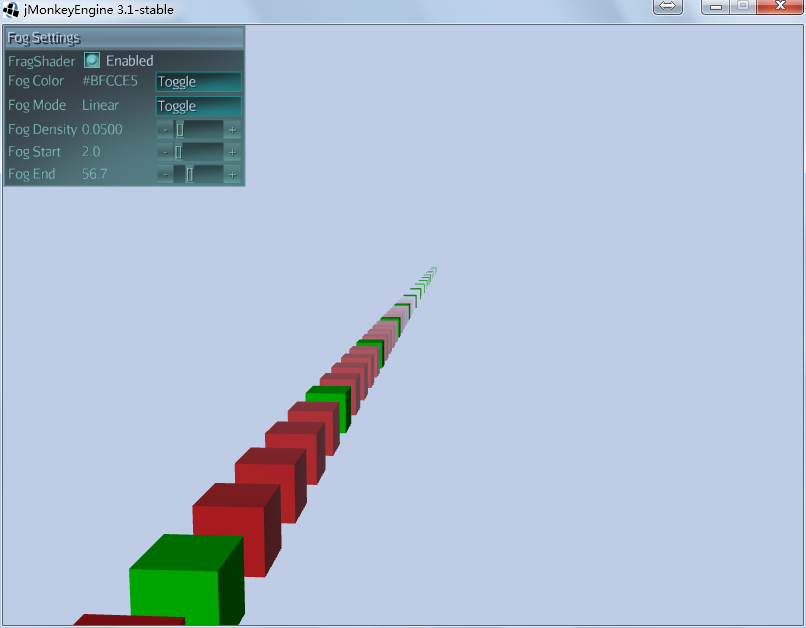 jMonkeyEngine 3.1-stable
Fog Settings
FragShader Enabled
Fog Color #BFCCE5 Toggle
Fog Mode Linear Toggle
Fog Density 0.0500 - +
Fog Start 2.0 - +
Fog End 56.7 - +